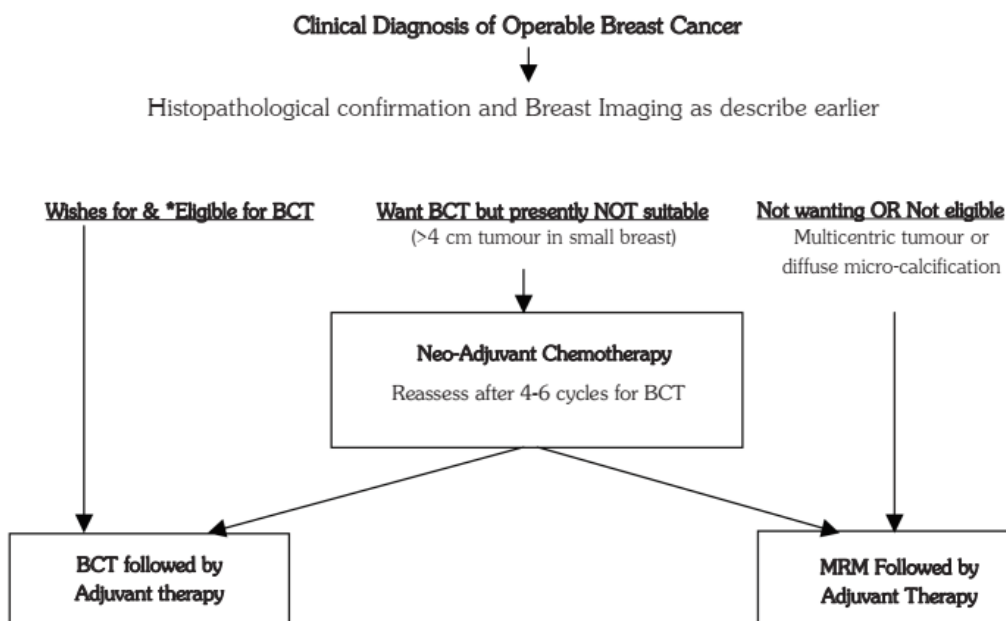 Clinical Diagnosis of Operable Breast Cancer
Histopathological confirmation and Breast Imaging as describe earlier
Wishes for & *Eligible for BCT
Want BCT but presently NOT suitable
(>4 cm tumour in small breast)
Not wanting OR Not eligible
Multicentric tumour or
diffuse micro-calcification
Neo-Adjuvant Chemotherapy
Reassess after 4-6 cycles for BCT
BCT followed by
Adjuvant therapy
MRM Followed by
Adjuvant Therapy